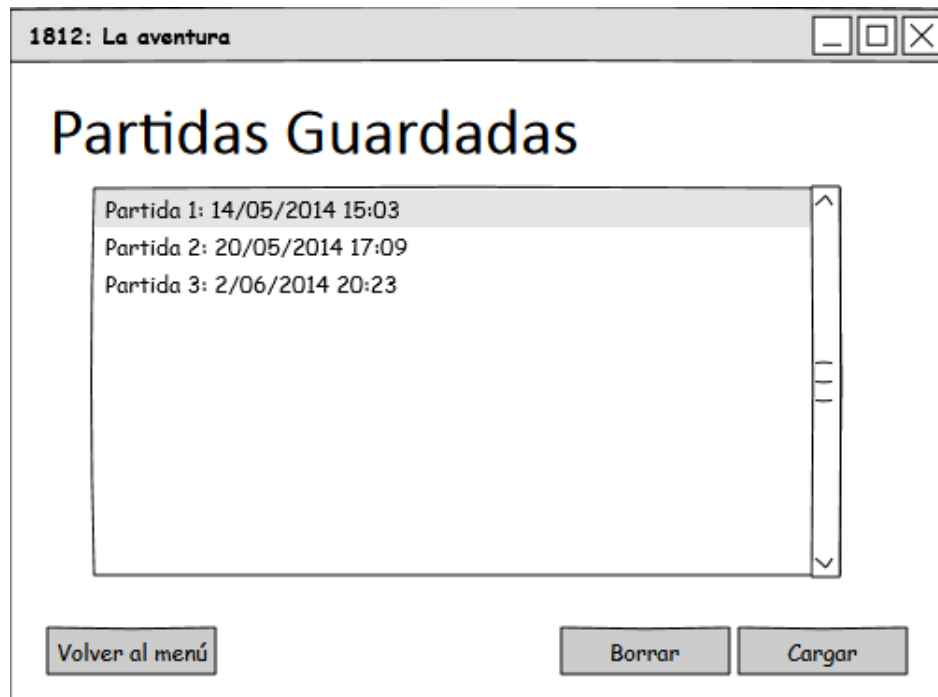 1812: La aventura
Partidas Guardadas
Partida 1: 14/05/2014 15:03
Partida 2: 20/05/2014 17:09
Partida 3: 2/06/2014 20:23
Volver al menú Borrar Cargar